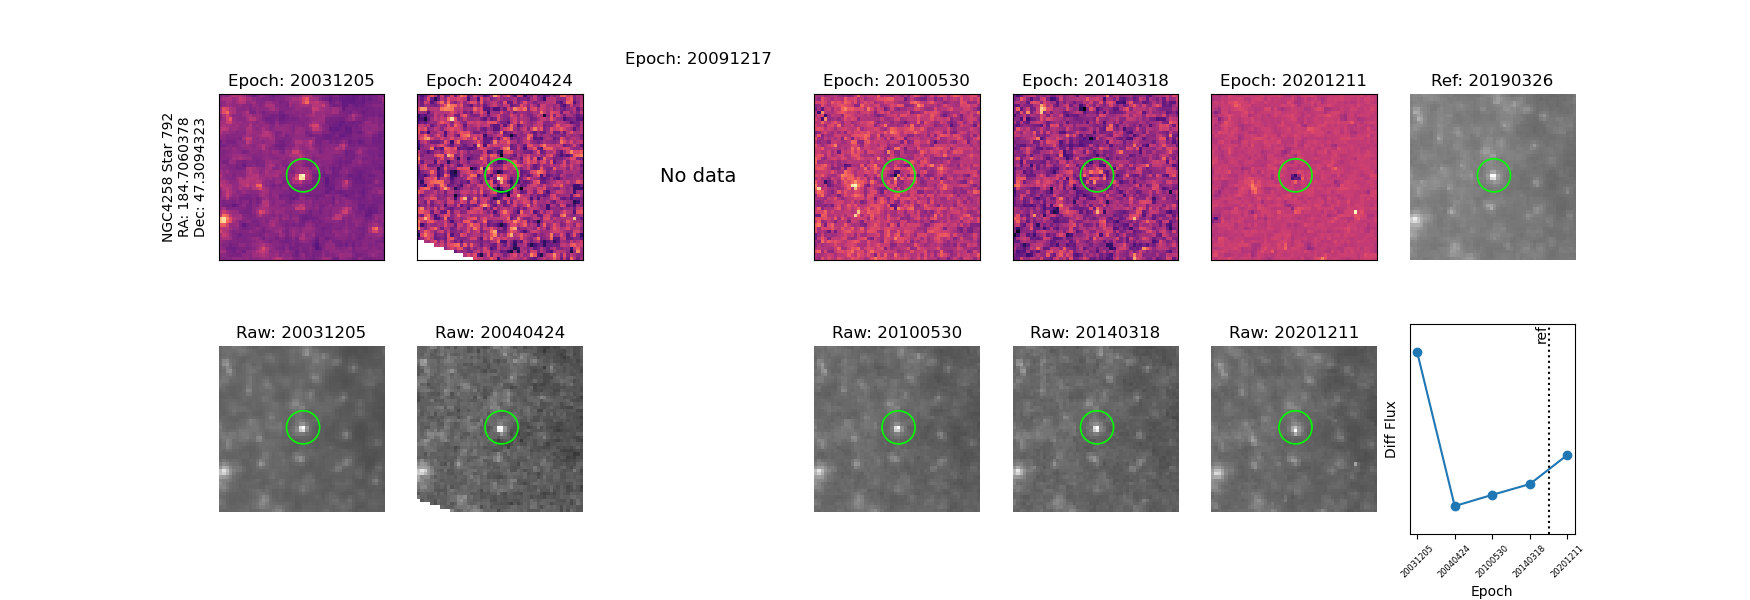 Epoch: 20091217
Epoch: 20031205
Epoch: 20040424
Epoch: 20100530
Epoch: 20140318
Epoch: 20201211
Ref: 20190326
NGC4258 Star 792
RA: 184.7060378
Dec: 47.3094323
No data
Raw: 20031205
Raw: 20040424
Raw: 20100530
Raw: 20140318
Raw: 20201211
ref
Diff Flux
20031205
20040424
20100530
20140318
20201211
Epoch